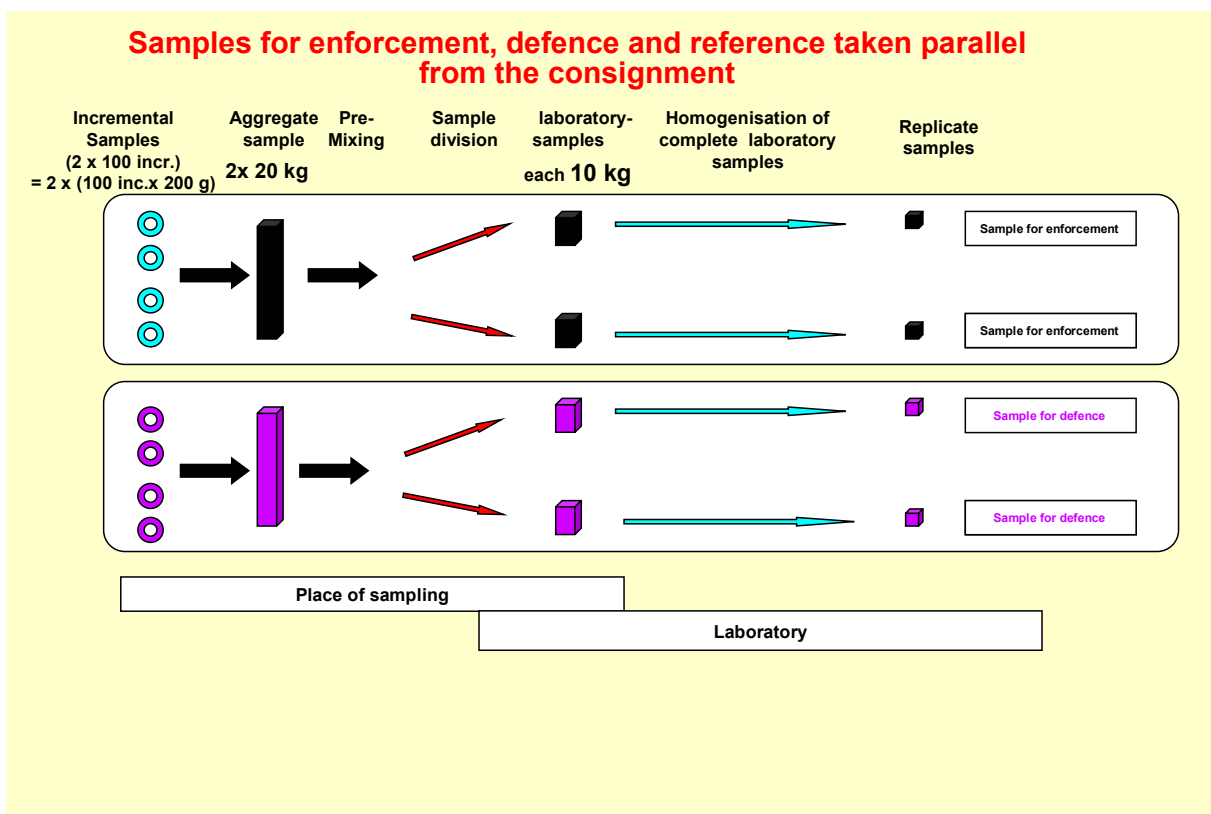 Samples for enforcement, defence and reference taken parallel
from the consignment
Incremental
Samples
(2 x 100 incr.)
= 2 x (100 inc.x 200 g)
Aggregate
sample
2x 20 kg
Pre-
Mixing
Sample
division
laboratory-
samples
each 10 kg
Homogenisation of
complete laboratory
samples
Replicate
samples
Sample for enforcement
Sample for enforcement
Sample for defence
Sample for defence
Place of sampling
Laboratory